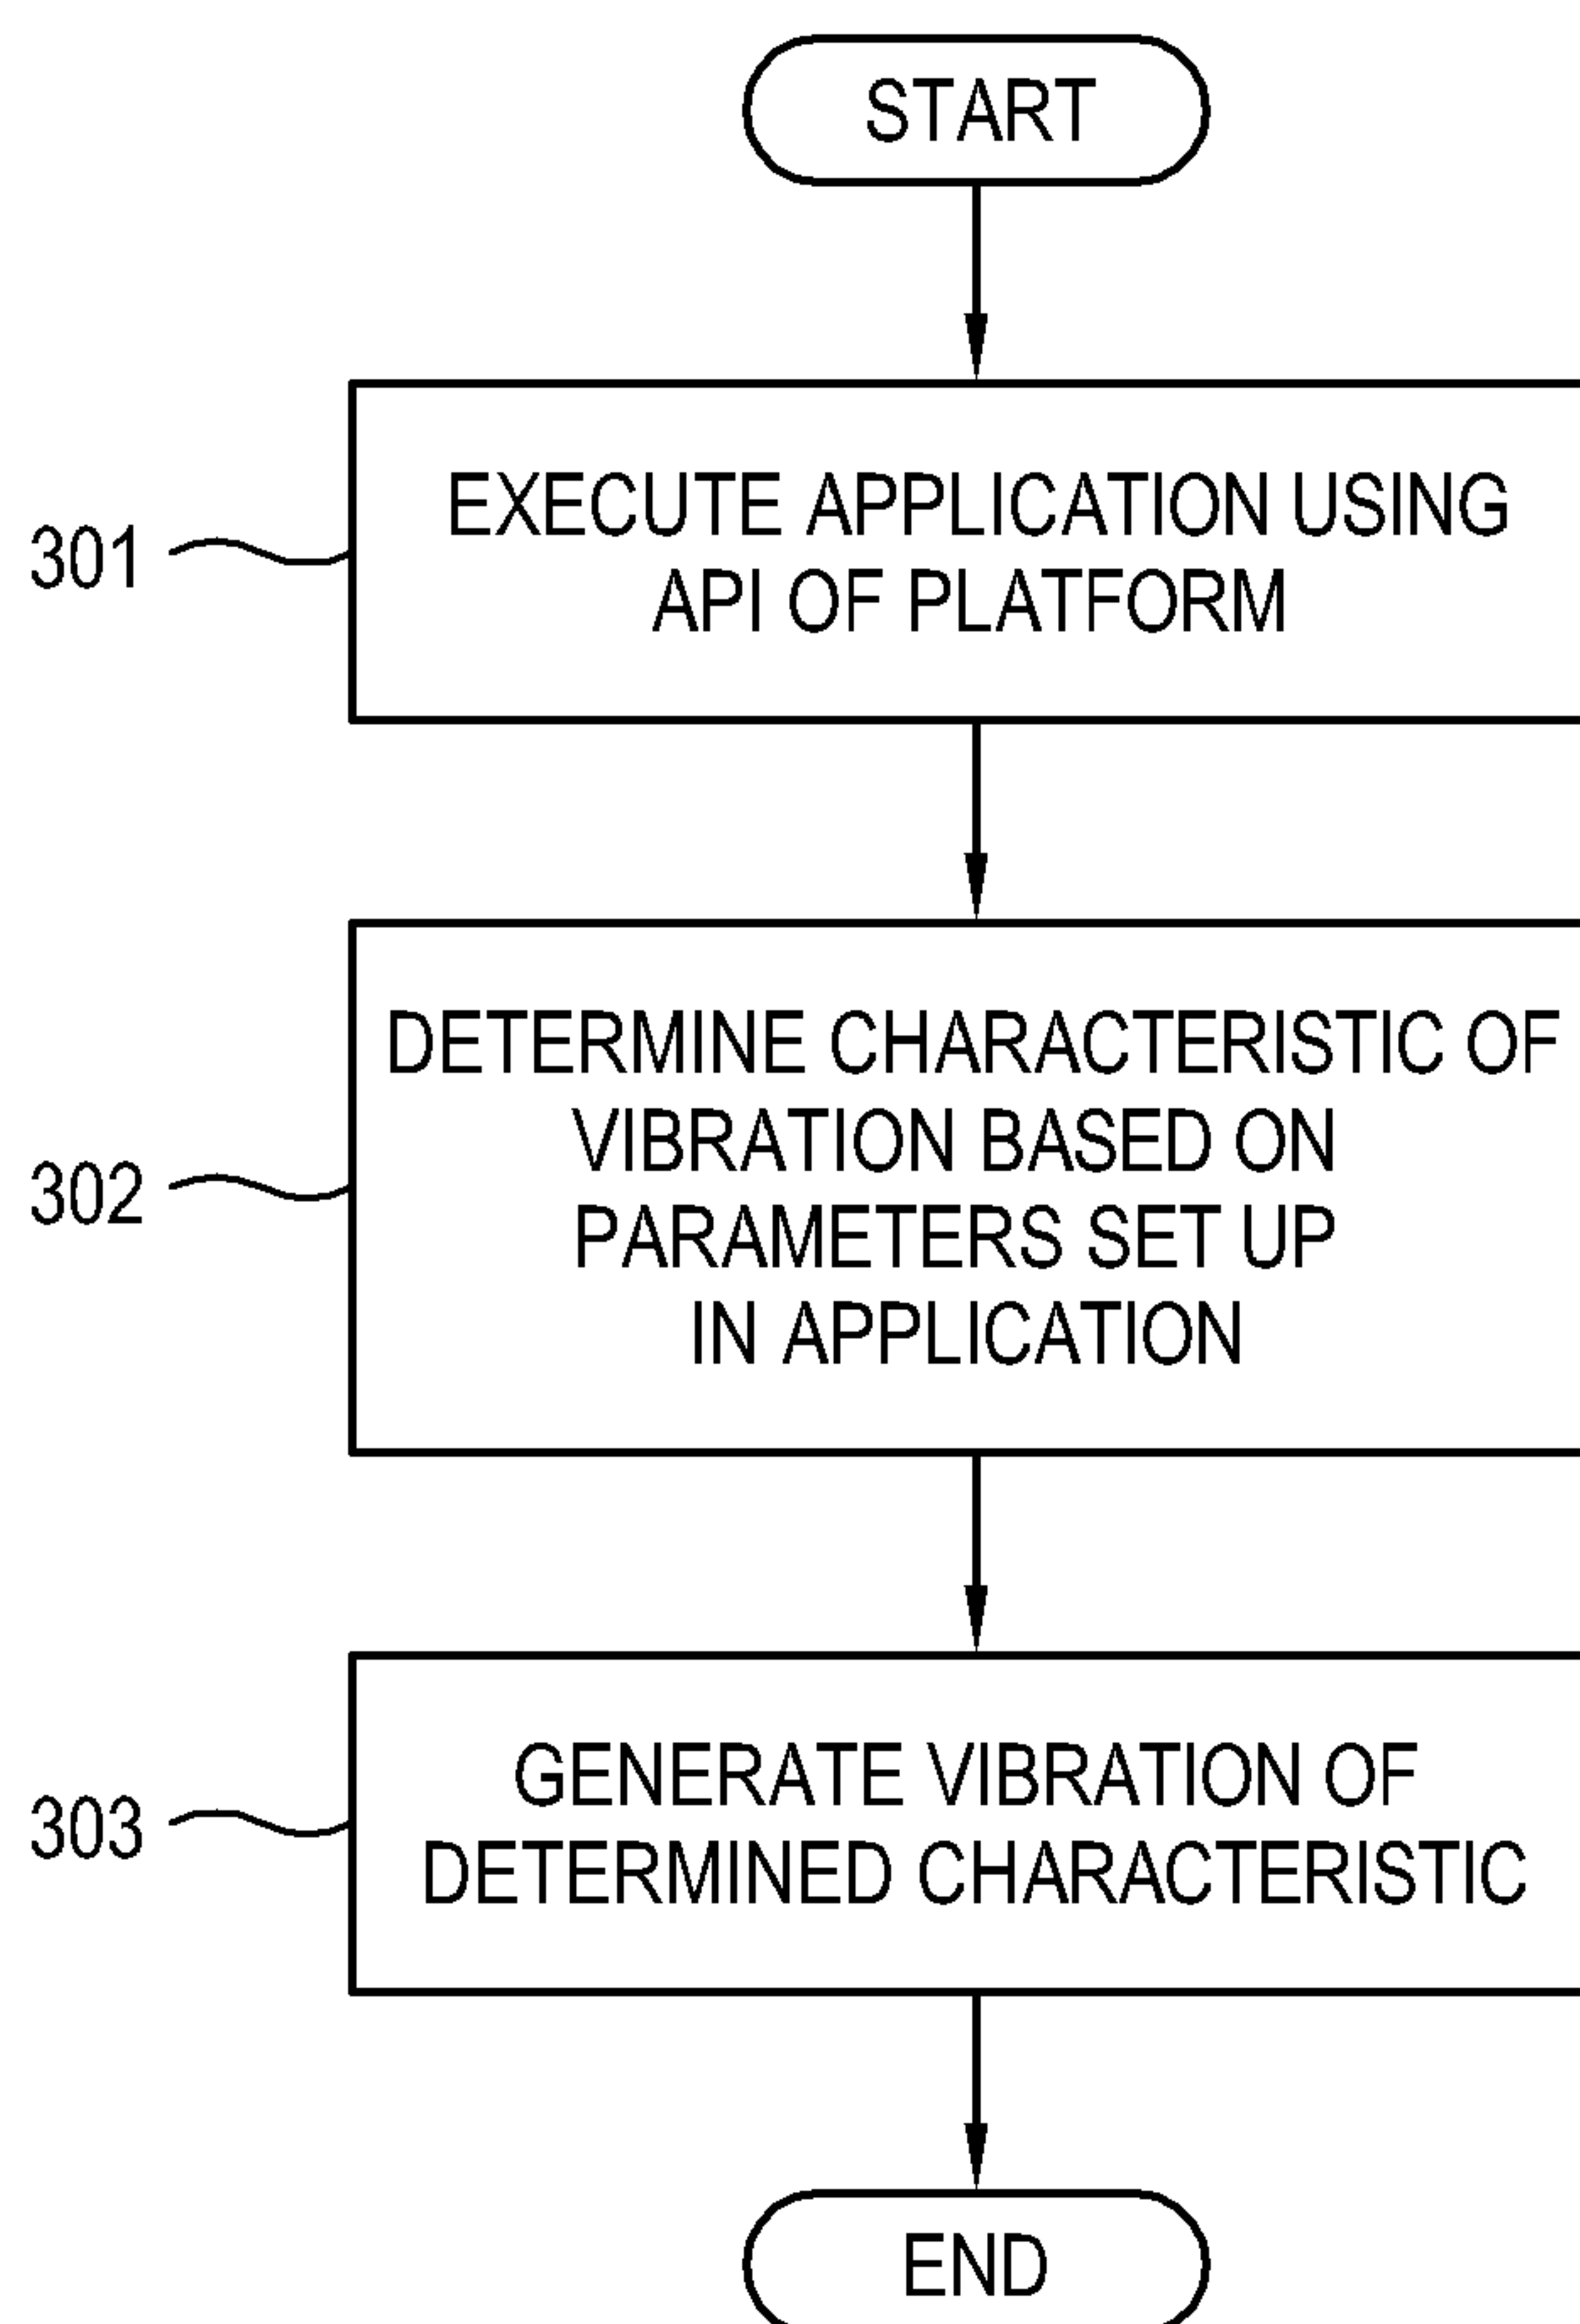 START
EXECUTE APPLICATION USING
API OF PLATFORM
301
DETERMINE CHARACTERISTIC OF
VIBRATION BASED ON
PARAMETERS SET UP
IN APPLICATION
302
GENERATE VIBRATION OF
DETERMINED CHARACTERISTIC
303
END